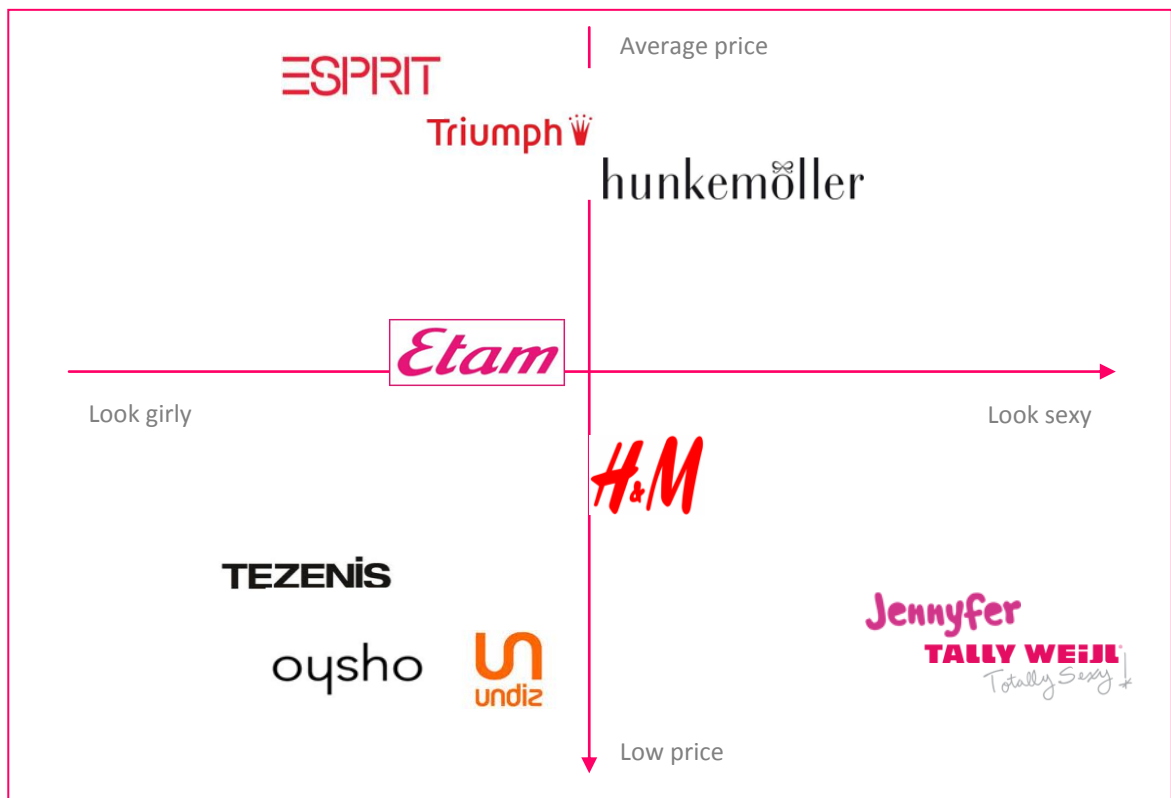 Average price
ESPRIT
Triumph
hunkemöller
Etam
Look girly
Look sexy
H&M
TEZENIS
Jennyfer
oysho
un
undiz
TALLY WEiJL
Totally Sexy!
Low price